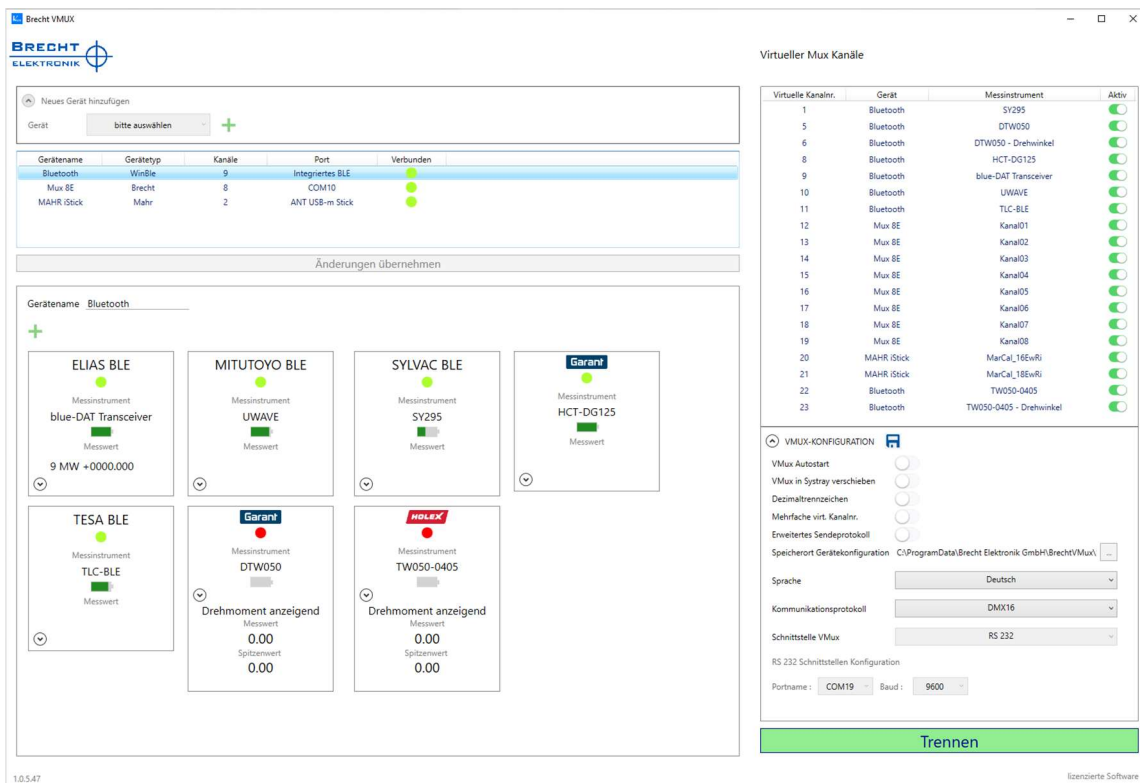 Brecht VMUX
BRECHT
ELEKTRONIK
Neues Gerät hinzufügen
Gerät bitte auswählen
Gerätename Gerätetyp Kanäle Port Verbunden
Bluetooth WinBle 9 Integriertes BLE
Mux 8E Brecht 8 COM10
MAHR iStick Mahr 2 ANT USB-m Stick
Änderungen übernehmen
Gerätename Bluetooth
ELIAS BLE
Messinstrument
blue-DAT Transceiver
Messwert
9 MW +0000.000
MITUTOYO BLE
Messinstrument
UWAVE
Messwert
SYLVAC BLE
Messinstrument
SY295
Messwert
Garant
Messinstrument
HCT-DG125
Messwert
TESA BLE
Messinstrument
TLC-BLE
Messwert
Garant
Messinstrument
DTW050
Drehmoment anzeigend
Messwert
0.00
Spitzenwert
0.00
HOLEX
Messinstrument
TW050-0405
Drehmoment anzeigend
Messwert
0.00
Spitzenwert
0.00
1.0.5.47
Virtueller Mux Kanäle
Virtuelle Kanalnr. Gerät Messinstrument Aktiv
1 Bluetooth SY295
5 Bluetooth DTW050
6 Bluetooth DTW050 - Drehwinkel
8 Bluetooth HCT-DG125
9 Bluetooth blue-DAT Transceiver
10 Bluetooth UWAVE
11 Bluetooth TLC-BLE
12 Mux 8E Kanal01
13 Mux 8E Kanal02
14 Mux 8E Kanal03
15 Mux 8E Kanal04
16 Mux 8E Kanal05
17 Mux 8E Kanal06
18 Mux 8E Kanal07
19 Mux 8E Kanal08
20 MAHR iStick MarCal_16EwRi
21 MAHR iStick MarCal_18EwRi
22 Bluetooth TW050-0405
23 Bluetooth TW050-0405 - Drehwinkel
VMUX-KONFIGURATION
VMux Autostart
VMux in Systray verschieben
Dezimaltrennzeichen
Mehrfache virt. Kanalnr.
Erweitertes Sendeprotokoll
Speicherort Gerätekonfiguration C:\ProgramData\Brecht Elektronik GmbH\BrechtVMux\ ...
Sprache Deutsch
Kommunikationsprotokoll DMX16
Schnittstelle VMux RS 232
RS 232 Schnittstellen Konfiguration
Portname : COM19 Baud : 9600
Trennen
lizenzierte Software